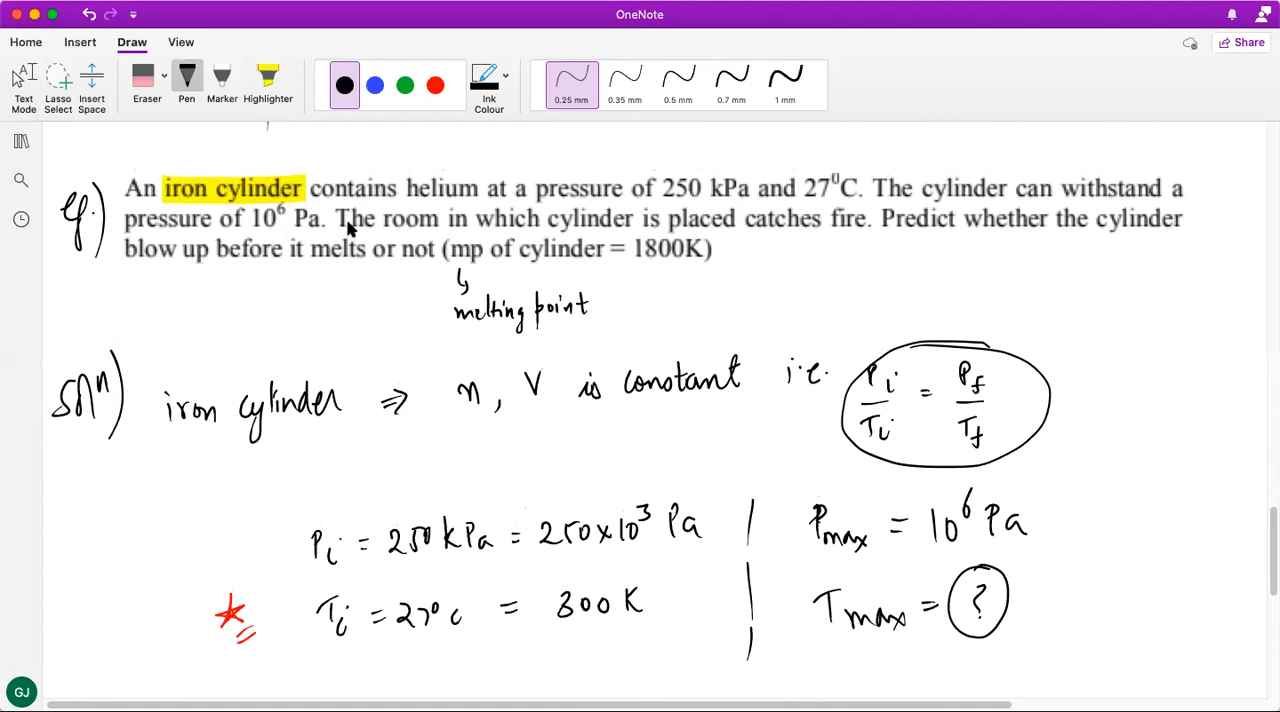 OneNote
Home Insert Draw View
Share
Text Mode
Lasso Select
Insert Space
Eraser
Pen
Marker
Highlighter
Ink Colour
0.25 mm
0.35 mm
0.5 mm
0.7 mm
1 mm
eg.) An iron cylinder contains helium at a pressure of 250 kPa and 27⁰C. The cylinder can withstand a
pressure of 10⁶ Pa. The room in which cylinder is placed catches fire. Predict whether the cylinder
blow up before it melts or not (mp of cylinder = 1800K)
↳ melting point
Solⁿ) iron cylinder ⇒ n, V is constant i.e. Pi/Ti = Pf/Tf
Pi = 250 kPa = 250×10³ Pa | Pmax = 10⁶ Pa
Ti = 27°C = 300 K | Tmax = ?
GJ